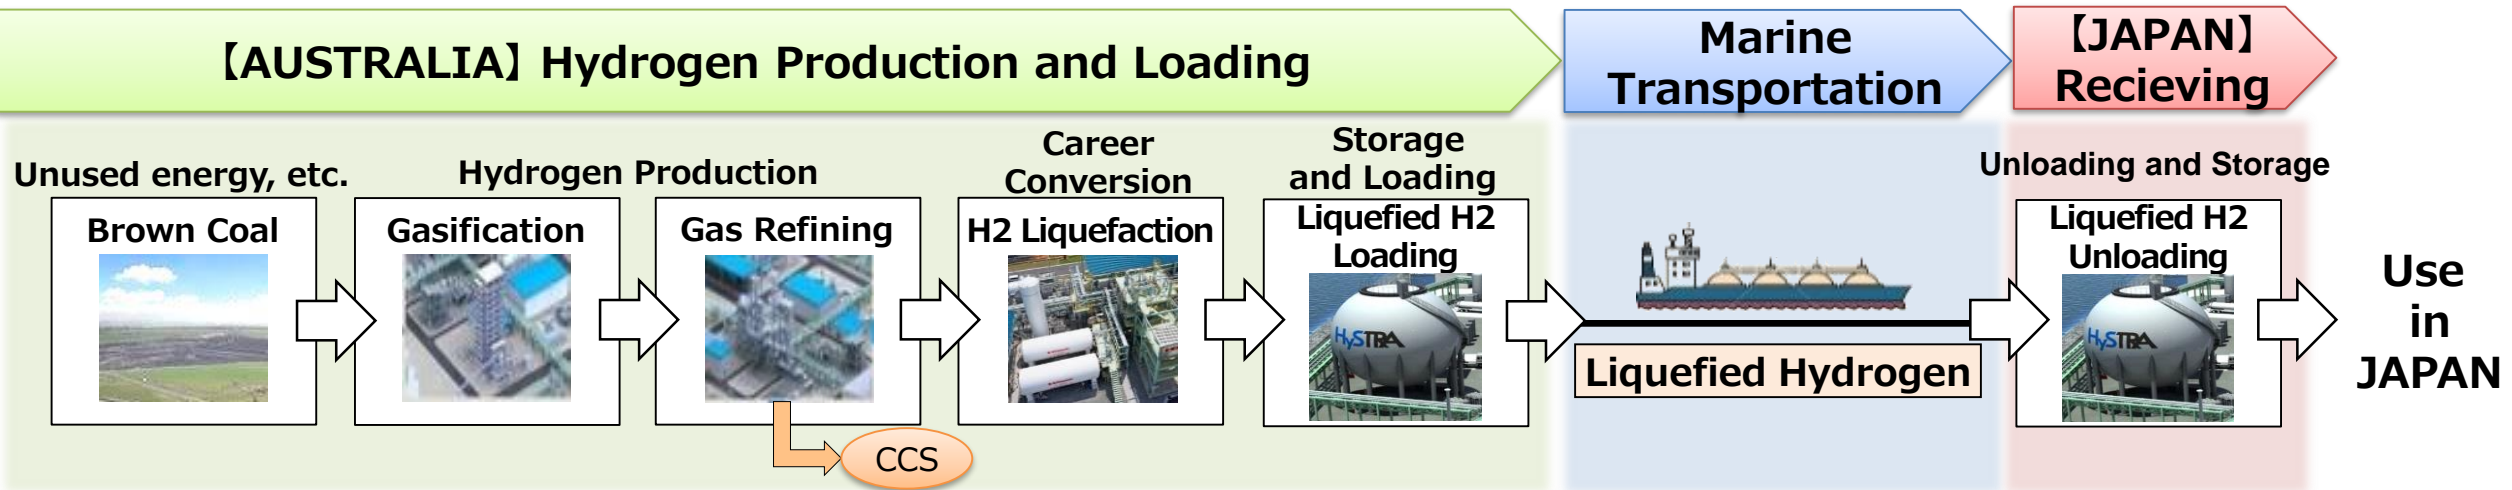 【AUSTRALIA】 Hydrogen Production and Loading
Marine
Transportation
【JAPAN】
Recieving
Unused energy, etc.
Hydrogen Production
Career
Conversion
Storage
and Loading
Unloading and Storage
Brown Coal
Gasification
Gas Refining
H2 Liquefaction
Liquefied H2
Loading
Liquefied H2
Unloading
HySTRA
HySTRA
Liquefied Hydrogen
Use
in
JAPAN
CCS